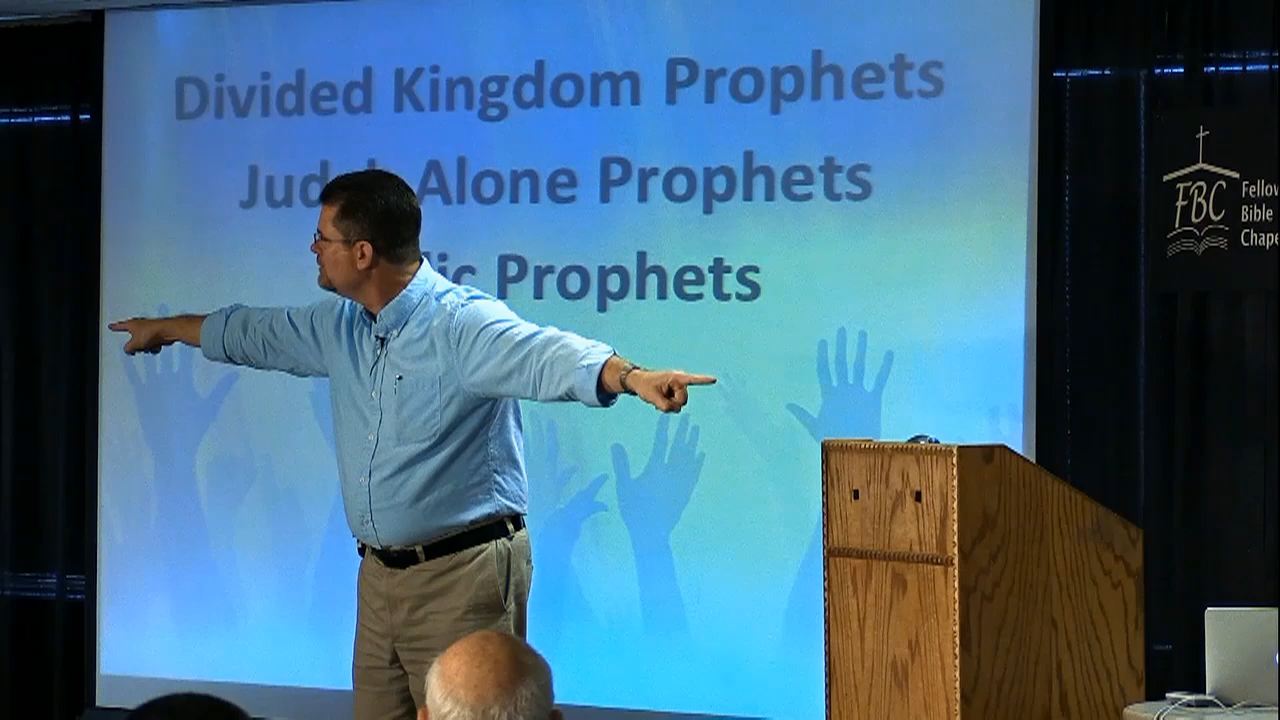 Divided Kingdom Prophets
Alone Prophets
Prophets
FBC
Bible